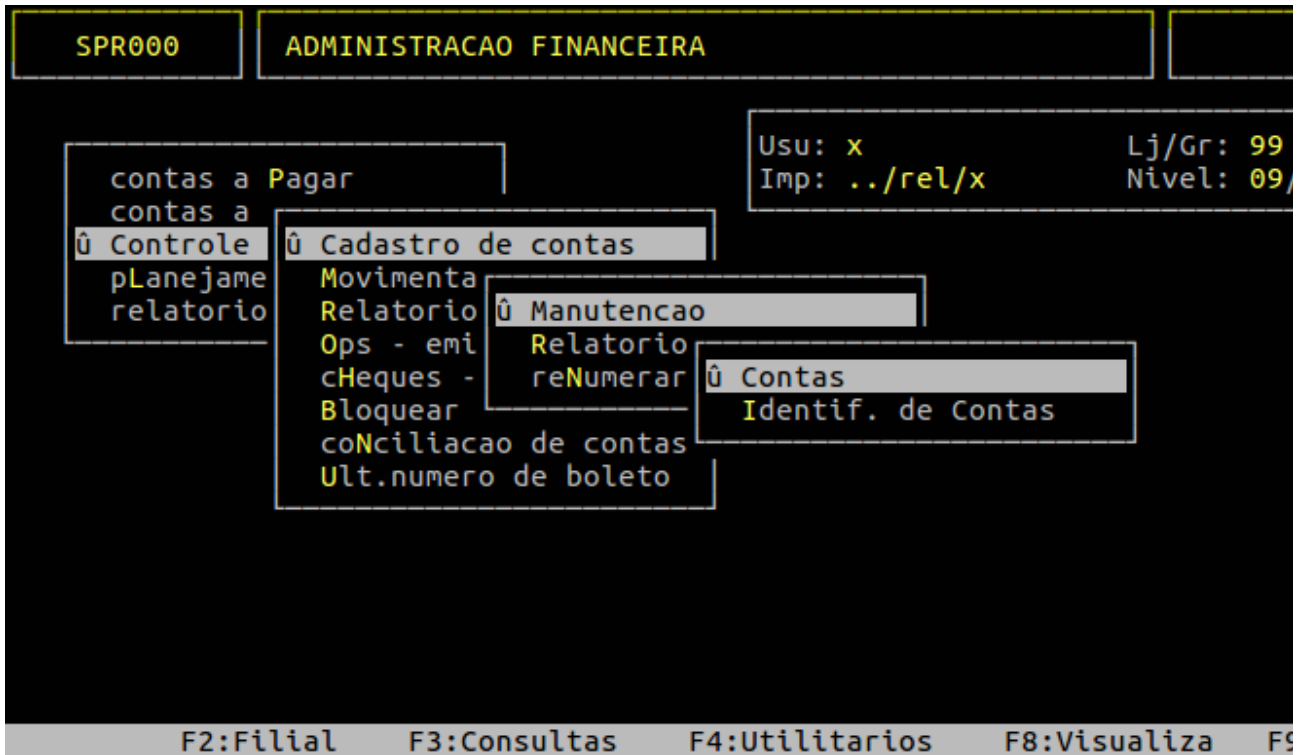 SPR000 ADMINISTRACAO FINANCEIRA
Usu: x Lj/Gr: 99
contas a Pagar Imp: ../rel/x Nivel: 09/
contas a
û Controle û Cadastro de contas
pLanejame Movimenta
relatorio Relatorio û Manutencao
Ops - emi Relatorio
cHeques - reNumerar û Contas
Bloquear Identif. de Contas
coNciliacao de contas
Ult.numero de boleto
F2:Filial F3:Consultas F4:Utilitarios F8:Visualiza F9